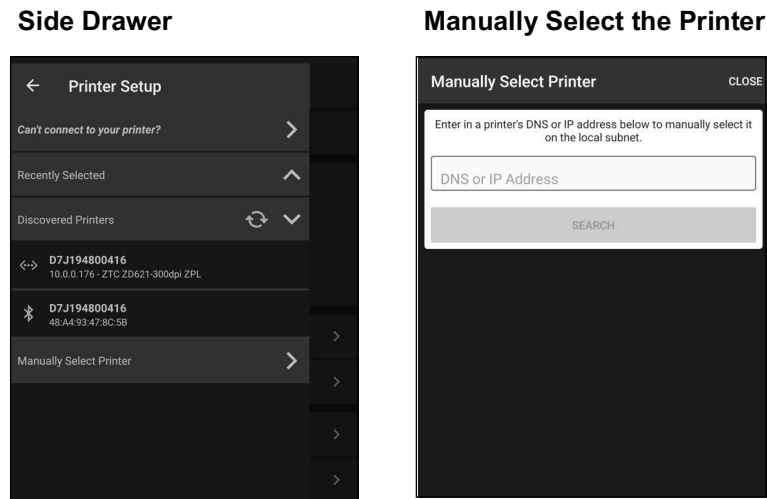 Side Drawer
Printer Setup
Can't connect to your printer?
Recently Selected
Discovered Printers
D7J194800416
10.0.0.176 - ZTC ZD621-300dpi ZPL
D7J194800416
48:A4:93:47:8C:5B
Manually Select Printer
Manually Select the Printer
Manually Select Printer
CLOSE
Enter in a printer's DNS or IP address below to manually select it
on the local subnet.
DNS or IP Address
SEARCH